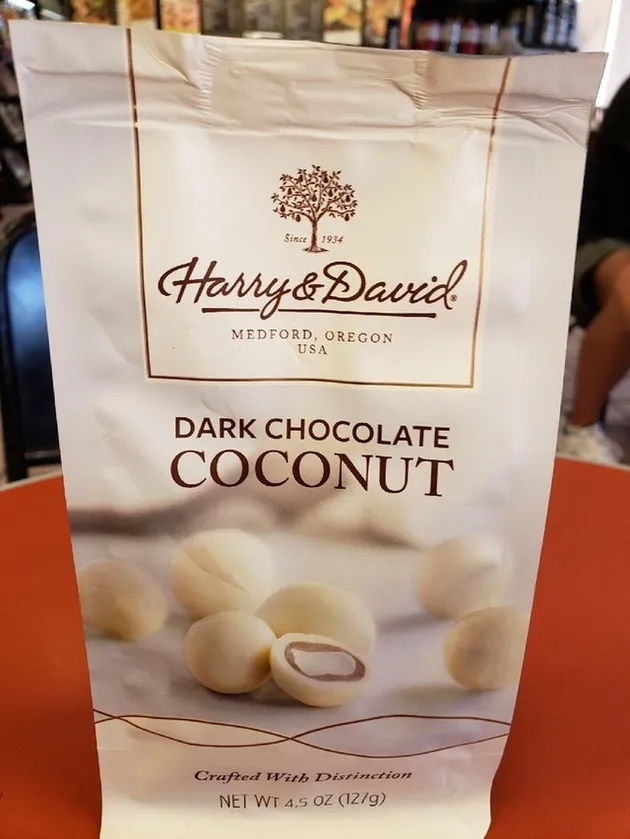 Since 1934
Harry & David®
MEDFORD, OREGON
USA
DARK CHOCOLATE
COCONUT
Crafted With Distinction
NET WT 4.5 OZ (127g)